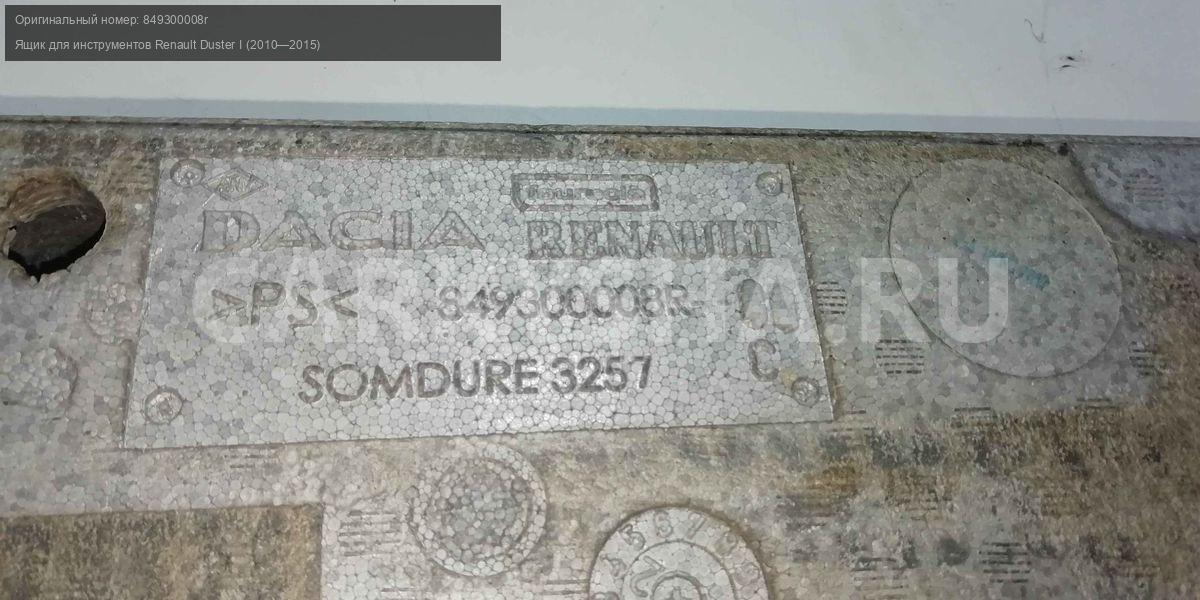 Оригинальный номер: 849300008r
Ящик для инструментов Renault Duster I (2010—2015)
DACIA RENAULT
>PS< 849300008R
SOMDURE 3257 C